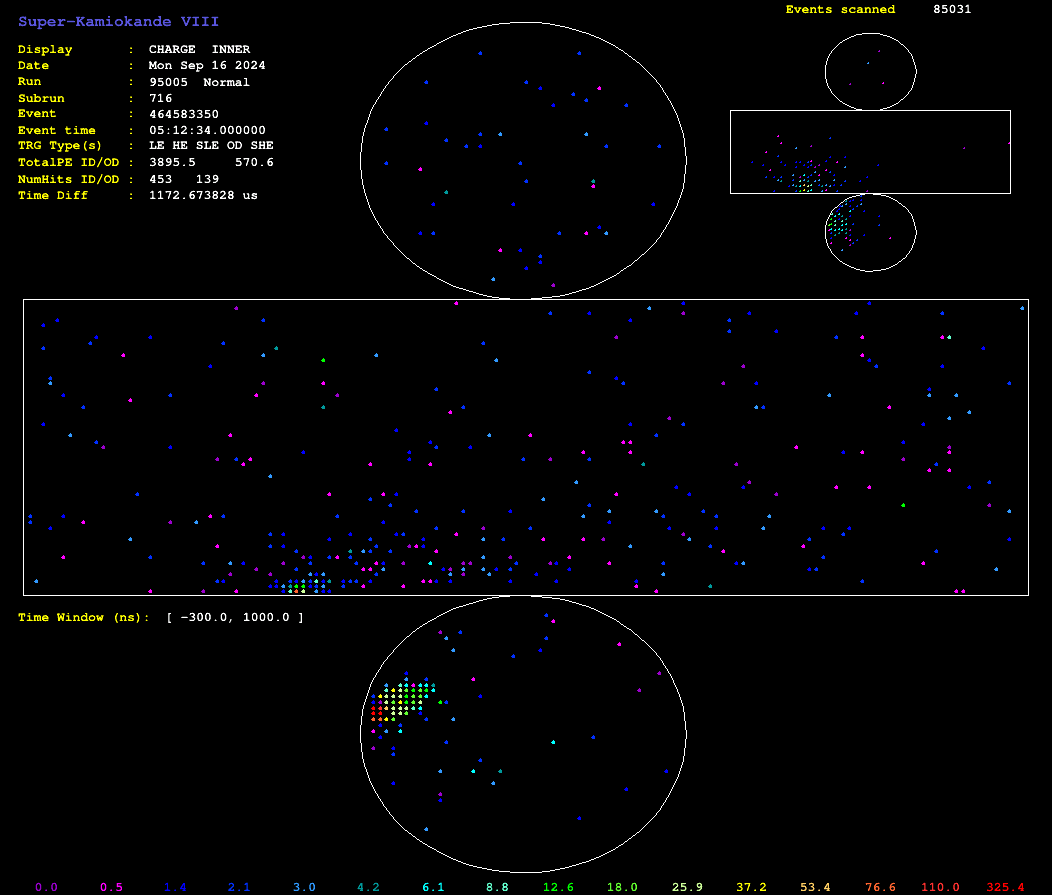 Super-Kamiokande VIII
Events scanned 85031
Display : CHARGE INNER
Date : Mon Sep 16 2024
Run : 95005 Normal
Subrun : 716
Event : 464583350
Event time : 05:12:34.000000
TRG Type(s) : LE HE SLE OD SHE
TotalPE ID/OD : 3895.5 570.6
NumHits ID/OD : 453 139
Time Diff : 1172.673828 us
Time Window (ns): [ -300.0, 1000.0 ]
0.0 0.5 1.4 2.1 3.0 4.2 6.1 8.8 12.6 18.0 25.9 37.2 53.4 76.6 110.0 325.4